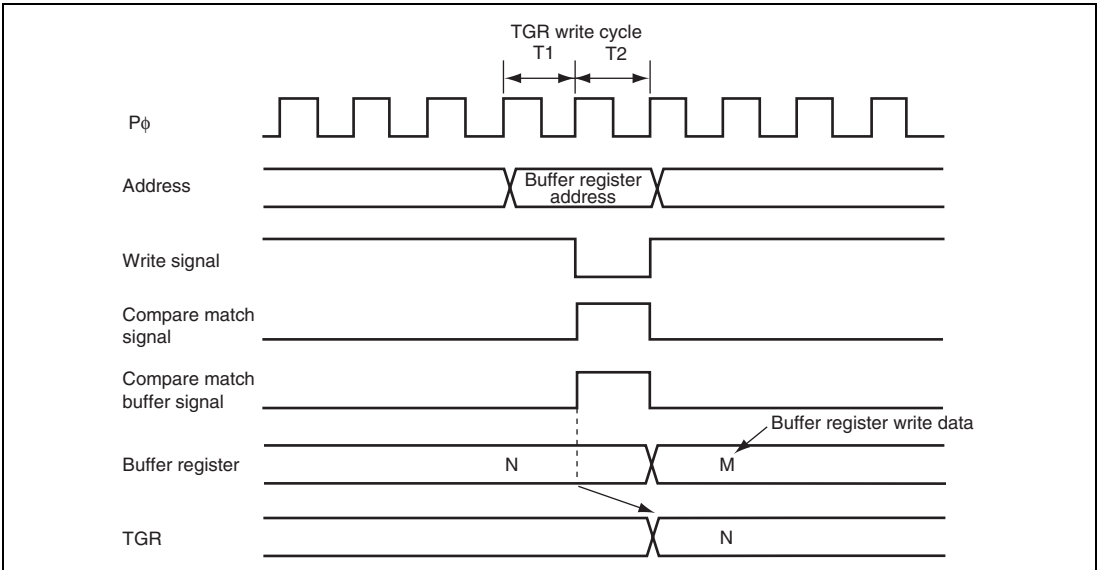 TGR write cycle
T1 T2
Pϕ
Address
Buffer register
address
Write signal
Compare match
signal
Compare match
buffer signal
Buffer register write data
Buffer register
N
M
TGR
N